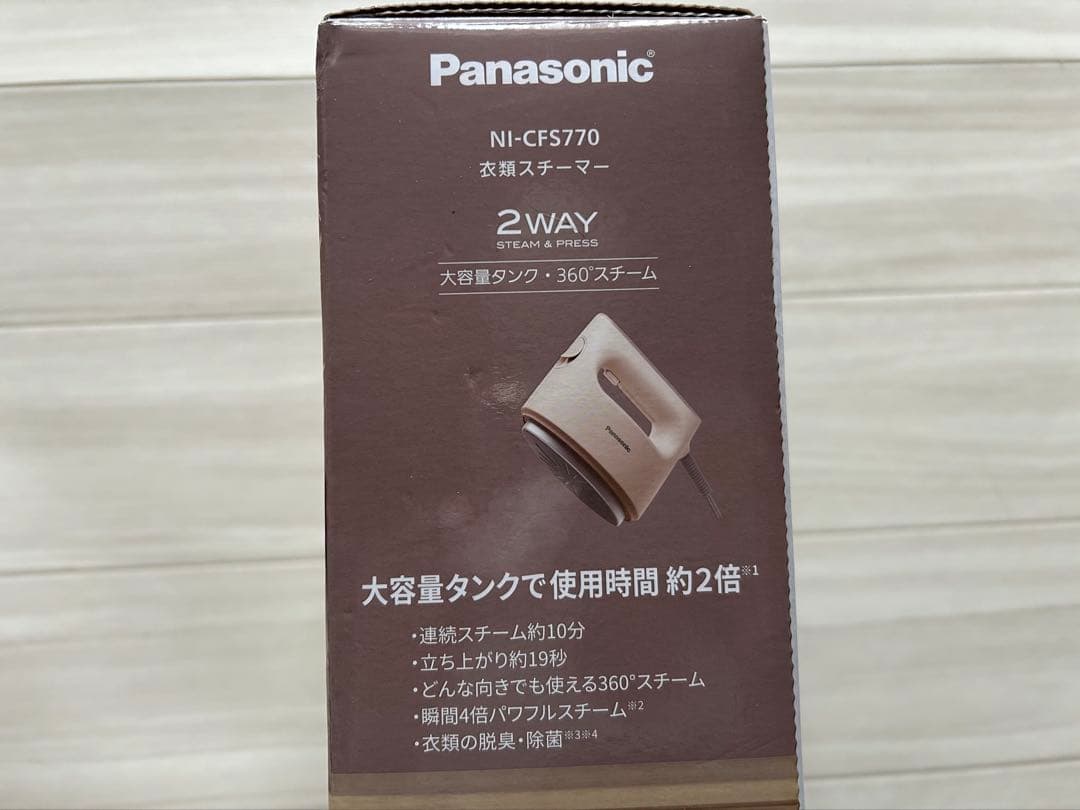 Panasonic®
NI-CFS770
衣類スチーマー
2WAY
STEAM & PRESS
大容量タンク・360°スチーム
Panasonic
大容量タンクで使用時間 約2倍※1
・連続スチーム約10分
・立ち上がり約19秒
・どんな向きでも使える360°スチーム
・瞬間4倍パワフルスチーム※2
・衣類の脱臭・除菌※3※4